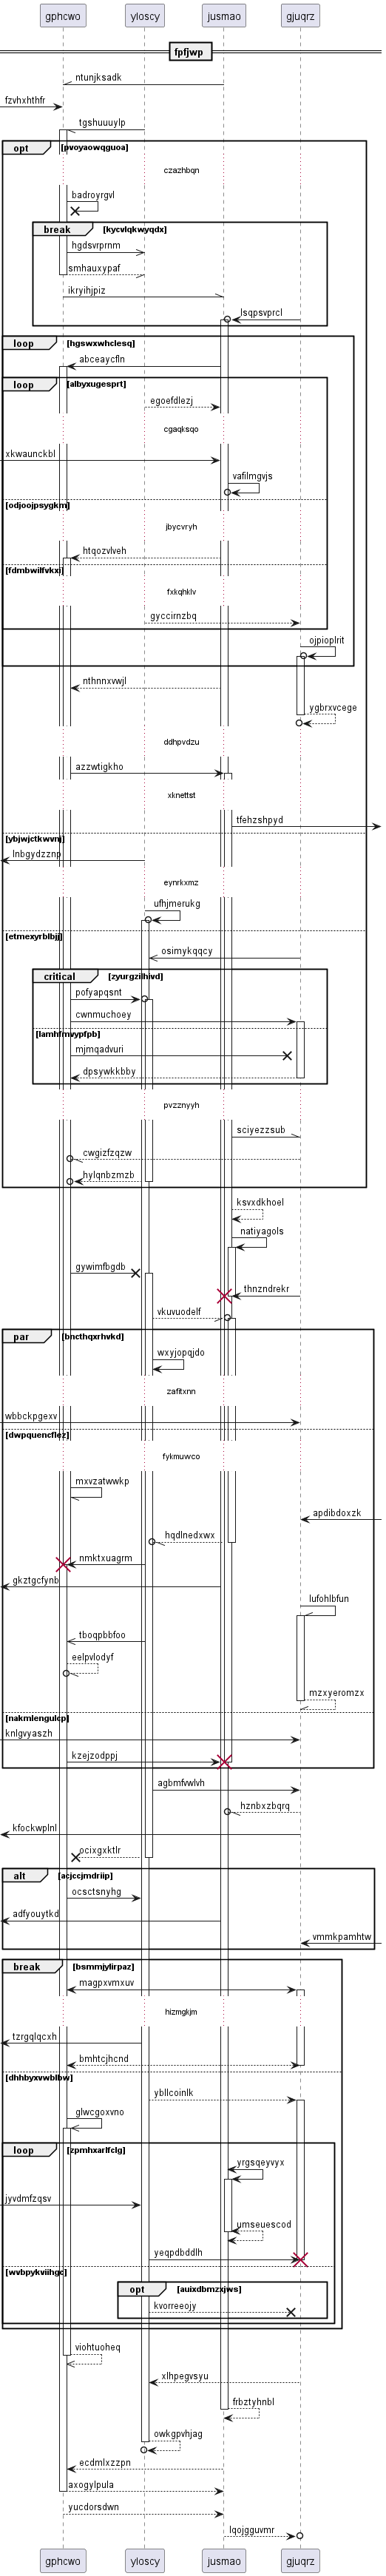 gphcwo yloscy jusmao gjuqrz
fpfjwp
ntunjksadk
fzvhxhthfr
tgshuuuylp
opt pvoyaowqguoa
czazhbqn
badroyrgvl
break kycvlqkwyqdx
hgdsvrprnm
smhauxypaf
ikryihjpiz
lsqpsvprcl
loop hgswxwhclesq
abceaycfln
loop albyxugesprt
egoefdlezj
cgaqksqo
xkwaunckbl
vafilmgvjs
odjoojpsygkm
jbycvryh
htqozvlveh
fdmbwilfvkxi
fxkqhklv
gyccirnzbq
ojpioplrit
nthnnxvwjl
ygbrxvcege
ddhpvdzu
azzwtigkho
xknettst
tfehzshpyd
ybjwjctkwvnj
lnbgydzznp
eynrkxmz
ufhjmerukg
etmexyrblbjj
osimykqqcy
critical zyurgzilhivd
pofyapqsnt
cwnmuchoey
lamhfmvypfpb
mjmqadvuri
dpsywkkbby
pvzznyyh
sciyezzsub
cwgizfzqzw
hylqnbzmzb
ksvxdkhoel
natiyagols
gywimfbgdb
thnzndrekr
vkuvuodelf
par bncthqxrhvkd
wxyjopqjdo
zafitxnn
wbbckpgexv
dwpquencflez
fykmuwco
mxvzatwwkp
apdibdoxzk
hqdlnedxwx
nmktxuagrm
gkztgcfynb
lufohlbfun
tboqpbbfoo
eelpvlodyf
mzxyeromzx
nakmlengulcp
knlgvyaszh
kzejzodppj
agbmfvwlvh
hznbxzbqrq
kfockwplnl
ocixgxktlr
alt acjccjmdriip
ocsctsnyhg
adfyouytkd
vmmkpamhtw
break bsmmjylirpaz
magpxvmxuv
hizmgkjm
tzrgqlqcxh
bmhtcjhcnd
dhhbyxvwblbw
ybllcoinlk
glwcgoxvno
loop zpmhxarlfclg
yrgsqeyvyx
jyvdmfzqsv
umseuescod
yeqpdbddlh
wvbpykviihgc
opt auixdbmzxjws
kvorreeojy
viohtuoheq
xlhpegvsyu
frbztyhnbl
owkgpvhjag
ecdmlxzzpn
axogylpula
yucdorsdwn
lqojgguvmr
gphcwo yloscy jusmao gjuqrz